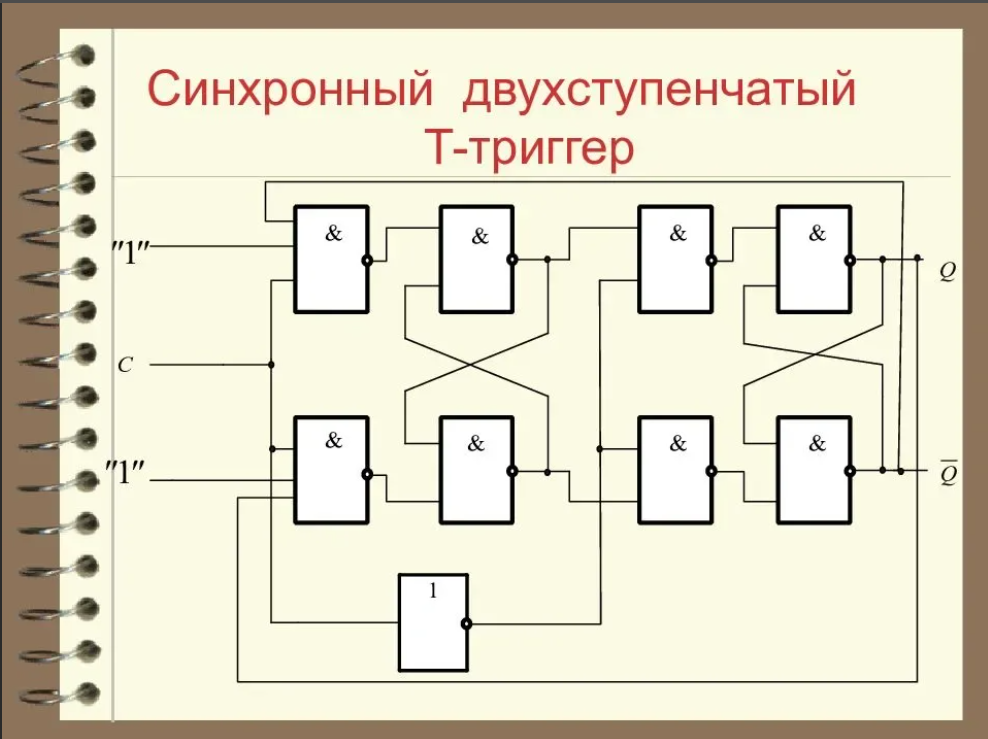 Синхронный двухступенчатый
Т-триггер
& & & &
"1"
Q
C
& & & &
"1"
Q̅
1